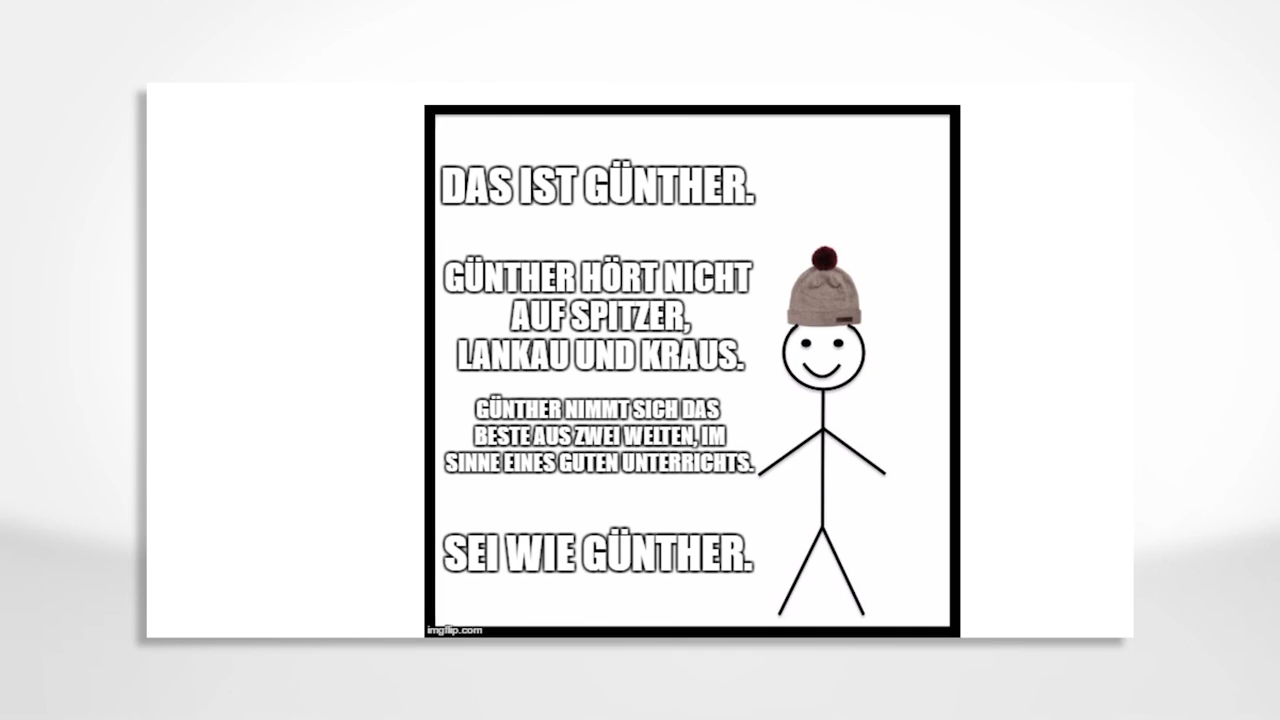 DAS IST GÜNTHER.
GÜNTHER HÖRT NICHT
AUF SPITZER,
LANKAU UND KRAUS.
GÜNTHER NIMMT SICH DAS
BESTE AUS ZWEI WELTEN, IM
SINNE EINES GUTEN UNTERRICHTS.
SEI WIE GÜNTHER.
imgflip.com